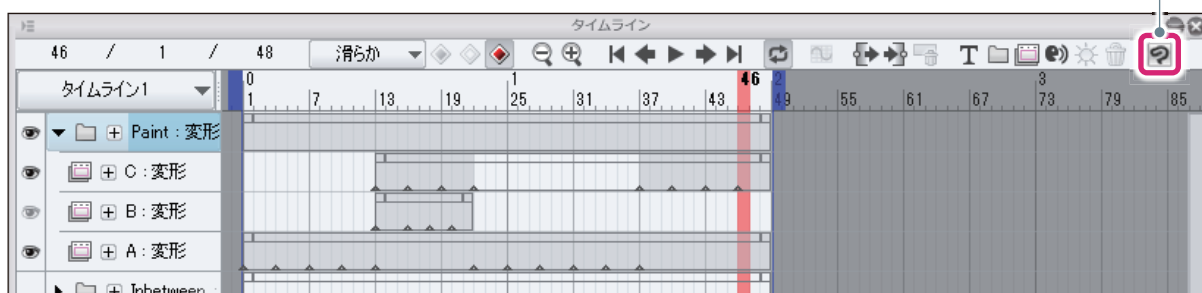 タイムライン
46 / 1 / 48 滑らか T
タイムライン1 0 1 46 2 3
1 7 13 19 25 31 37 43 49 55 61 67 73 79 85
Paint : 変形
C : 変形
B : 変形
A : 変形
Inbetween :